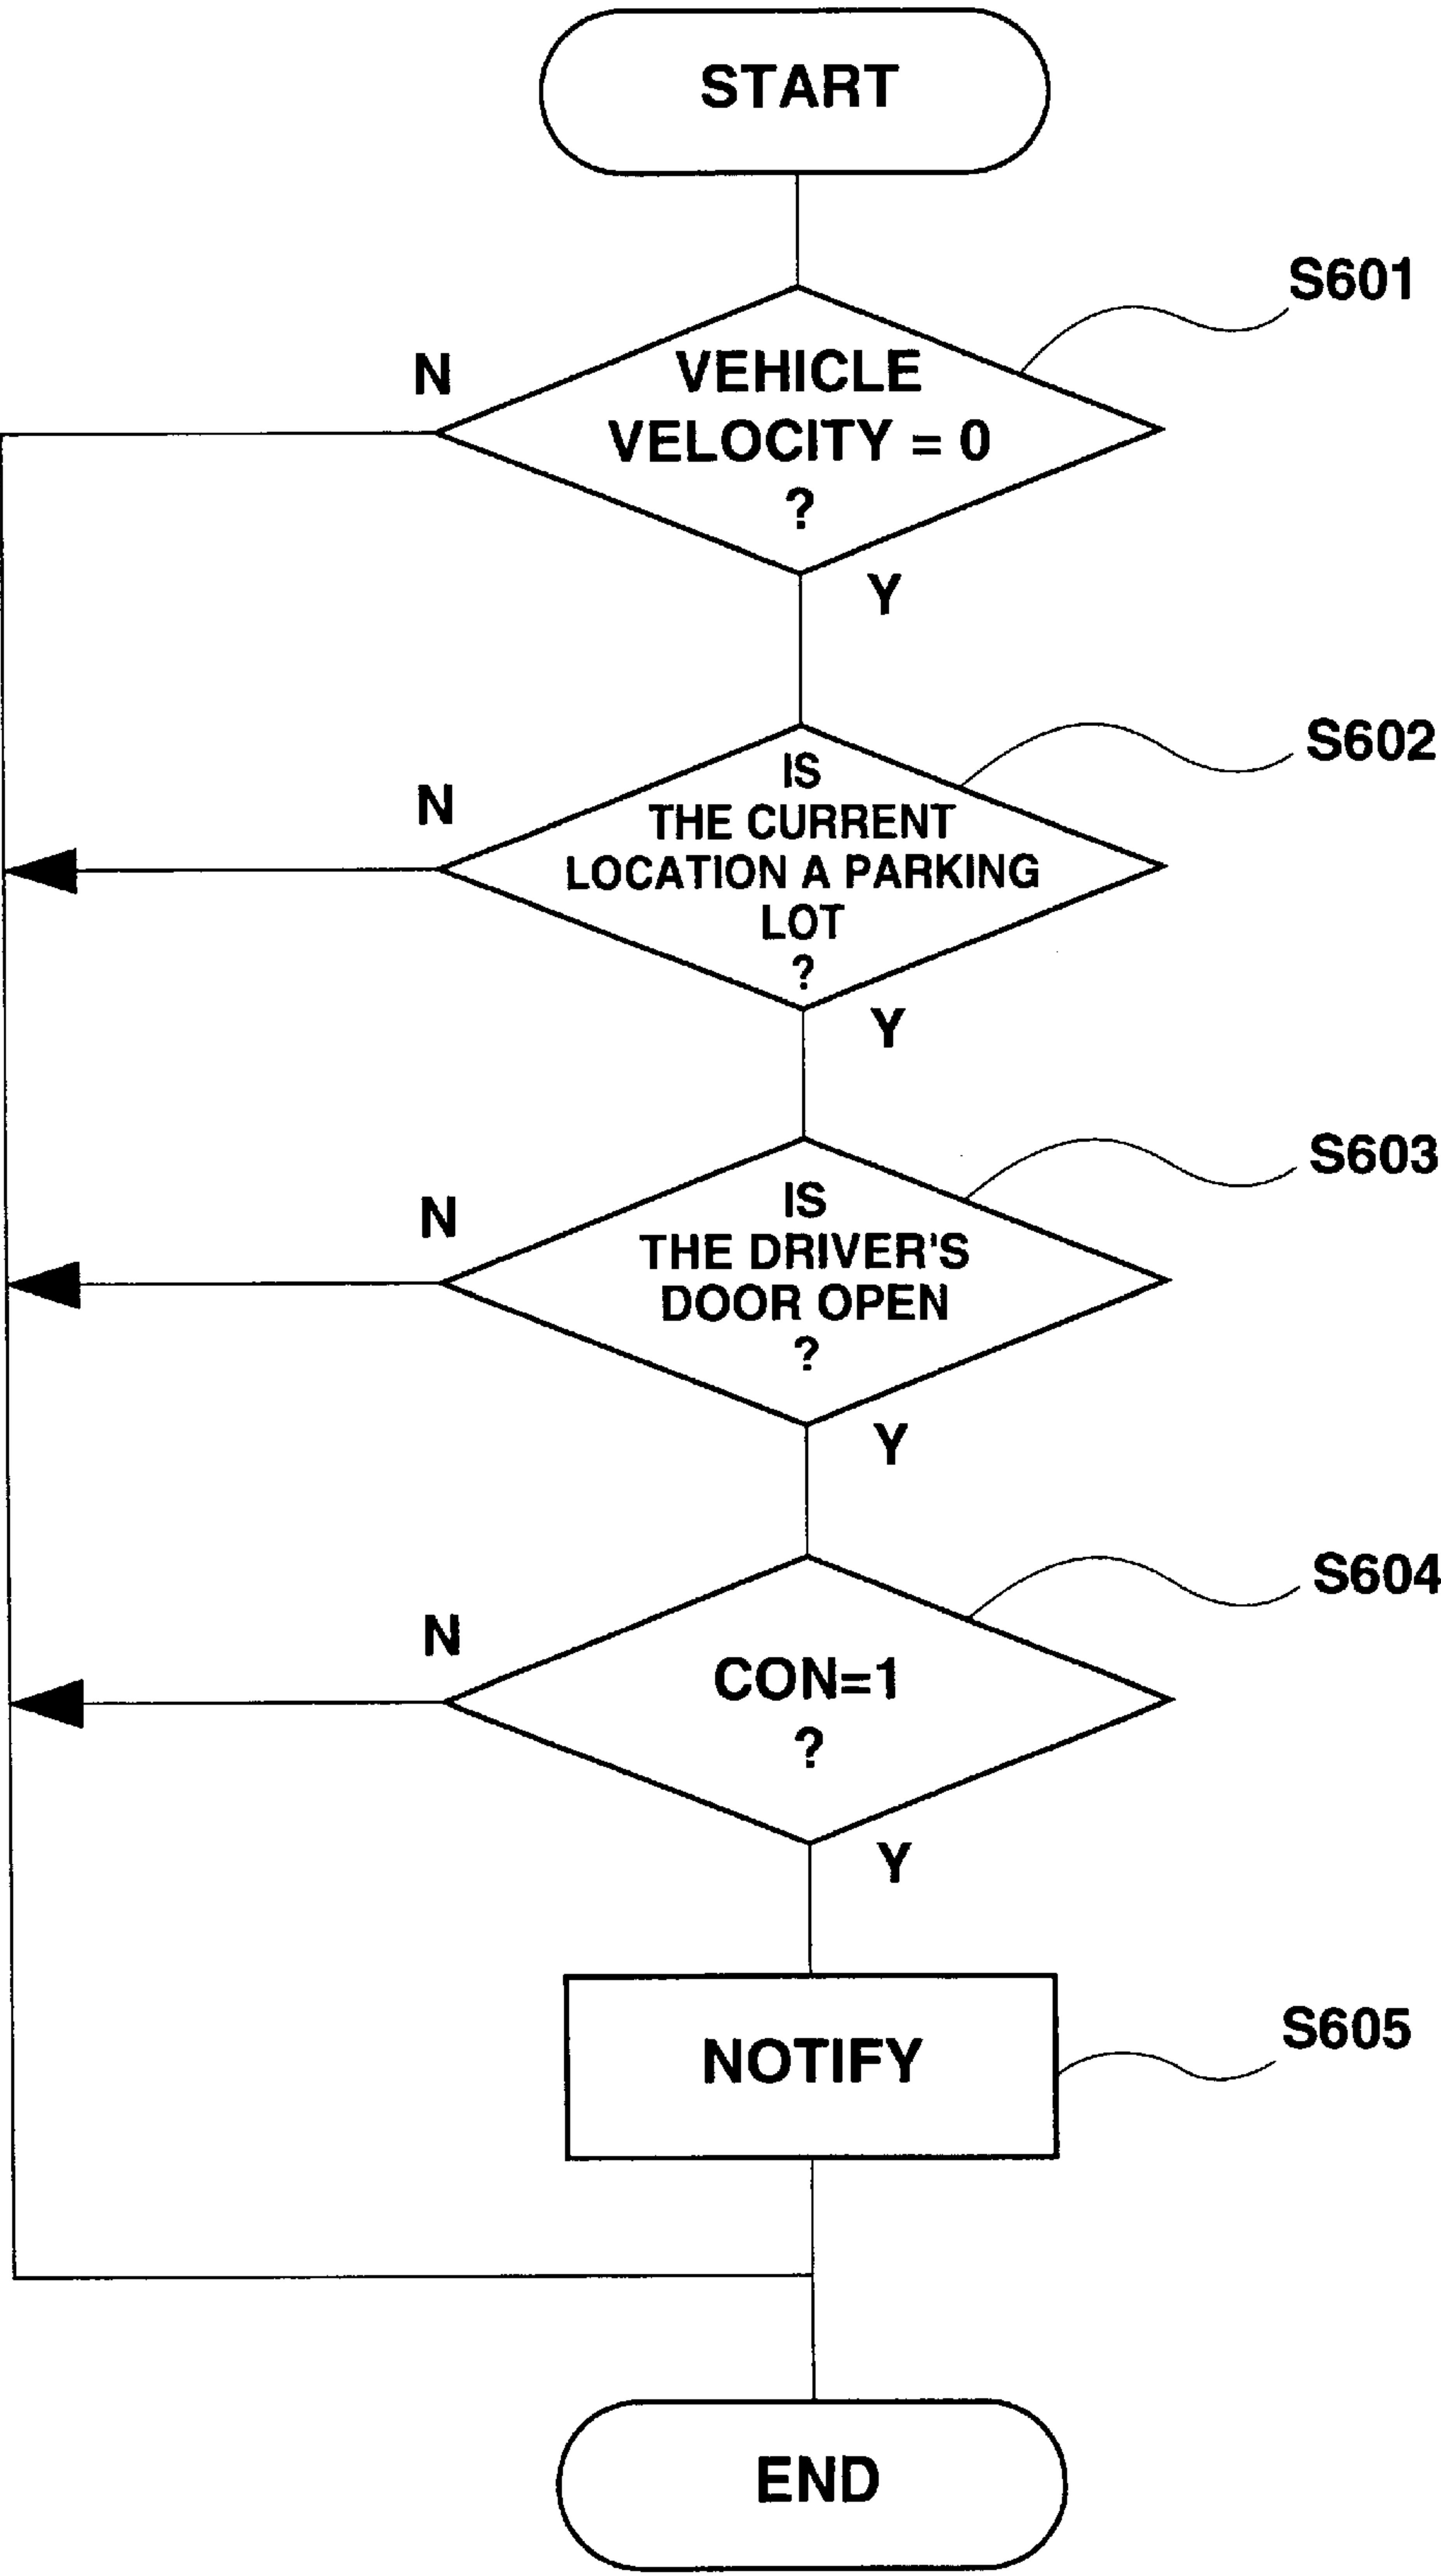 START
S601
N
VEHICLE
VELOCITY = 0
?
Y
S602
N
IS
THE CURRENT
LOCATION A PARKING
LOT
?
Y
S603
N
IS
THE DRIVER'S
DOOR OPEN
?
Y
S604
N
CON=1
?
Y
NOTIFY
S605
END